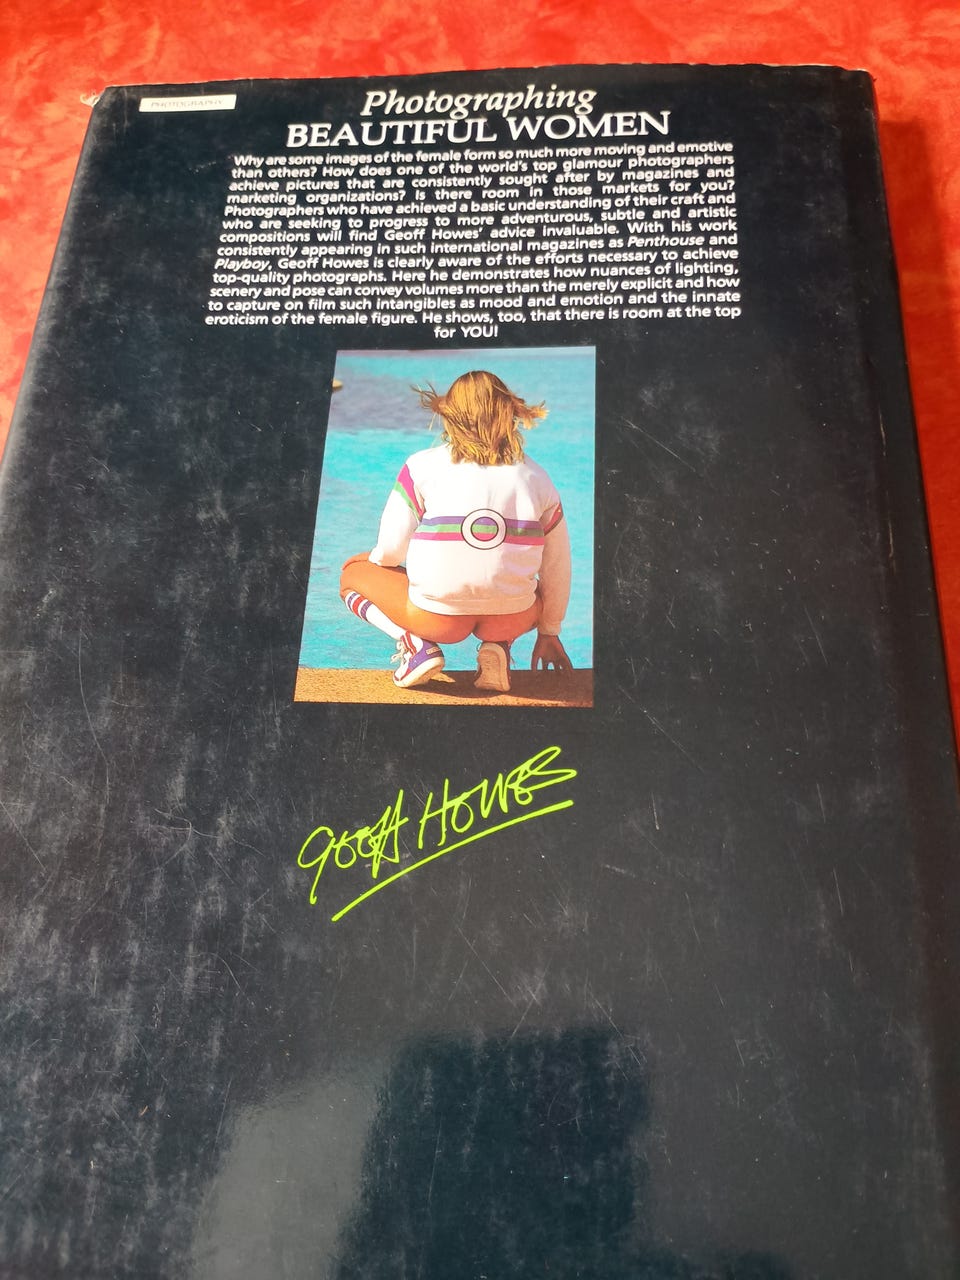 PHOTOGRAPHY
Photographing
BEAUTIFUL WOMEN
Why are some images of the female form so much more moving and emotive
than others? How does one of the world's top glamour photographers
achieve pictures that are consistently sought after by magazines and
marketing organizations? Is there room in those markets for you?
Photographers who have achieved a basic understanding of their craft and
who are seeking to progress to more adventurous, subtle and artistic
compositions will find Geoff Howes' advice invaluable. With his work
consistently appearing in such international magazines as Penthouse and
Playboy, Geoff Howes is clearly aware of the efforts necessary to achieve
top-quality photographs. Here he demonstrates how nuances of lighting,
scenery and pose can convey volumes more than the merely explicit and how
to capture on film such intangibles as mood and emotion and the innate
eroticism of the female figure. He shows, too, that there is room at the top
for YOU!
Geoff Howes